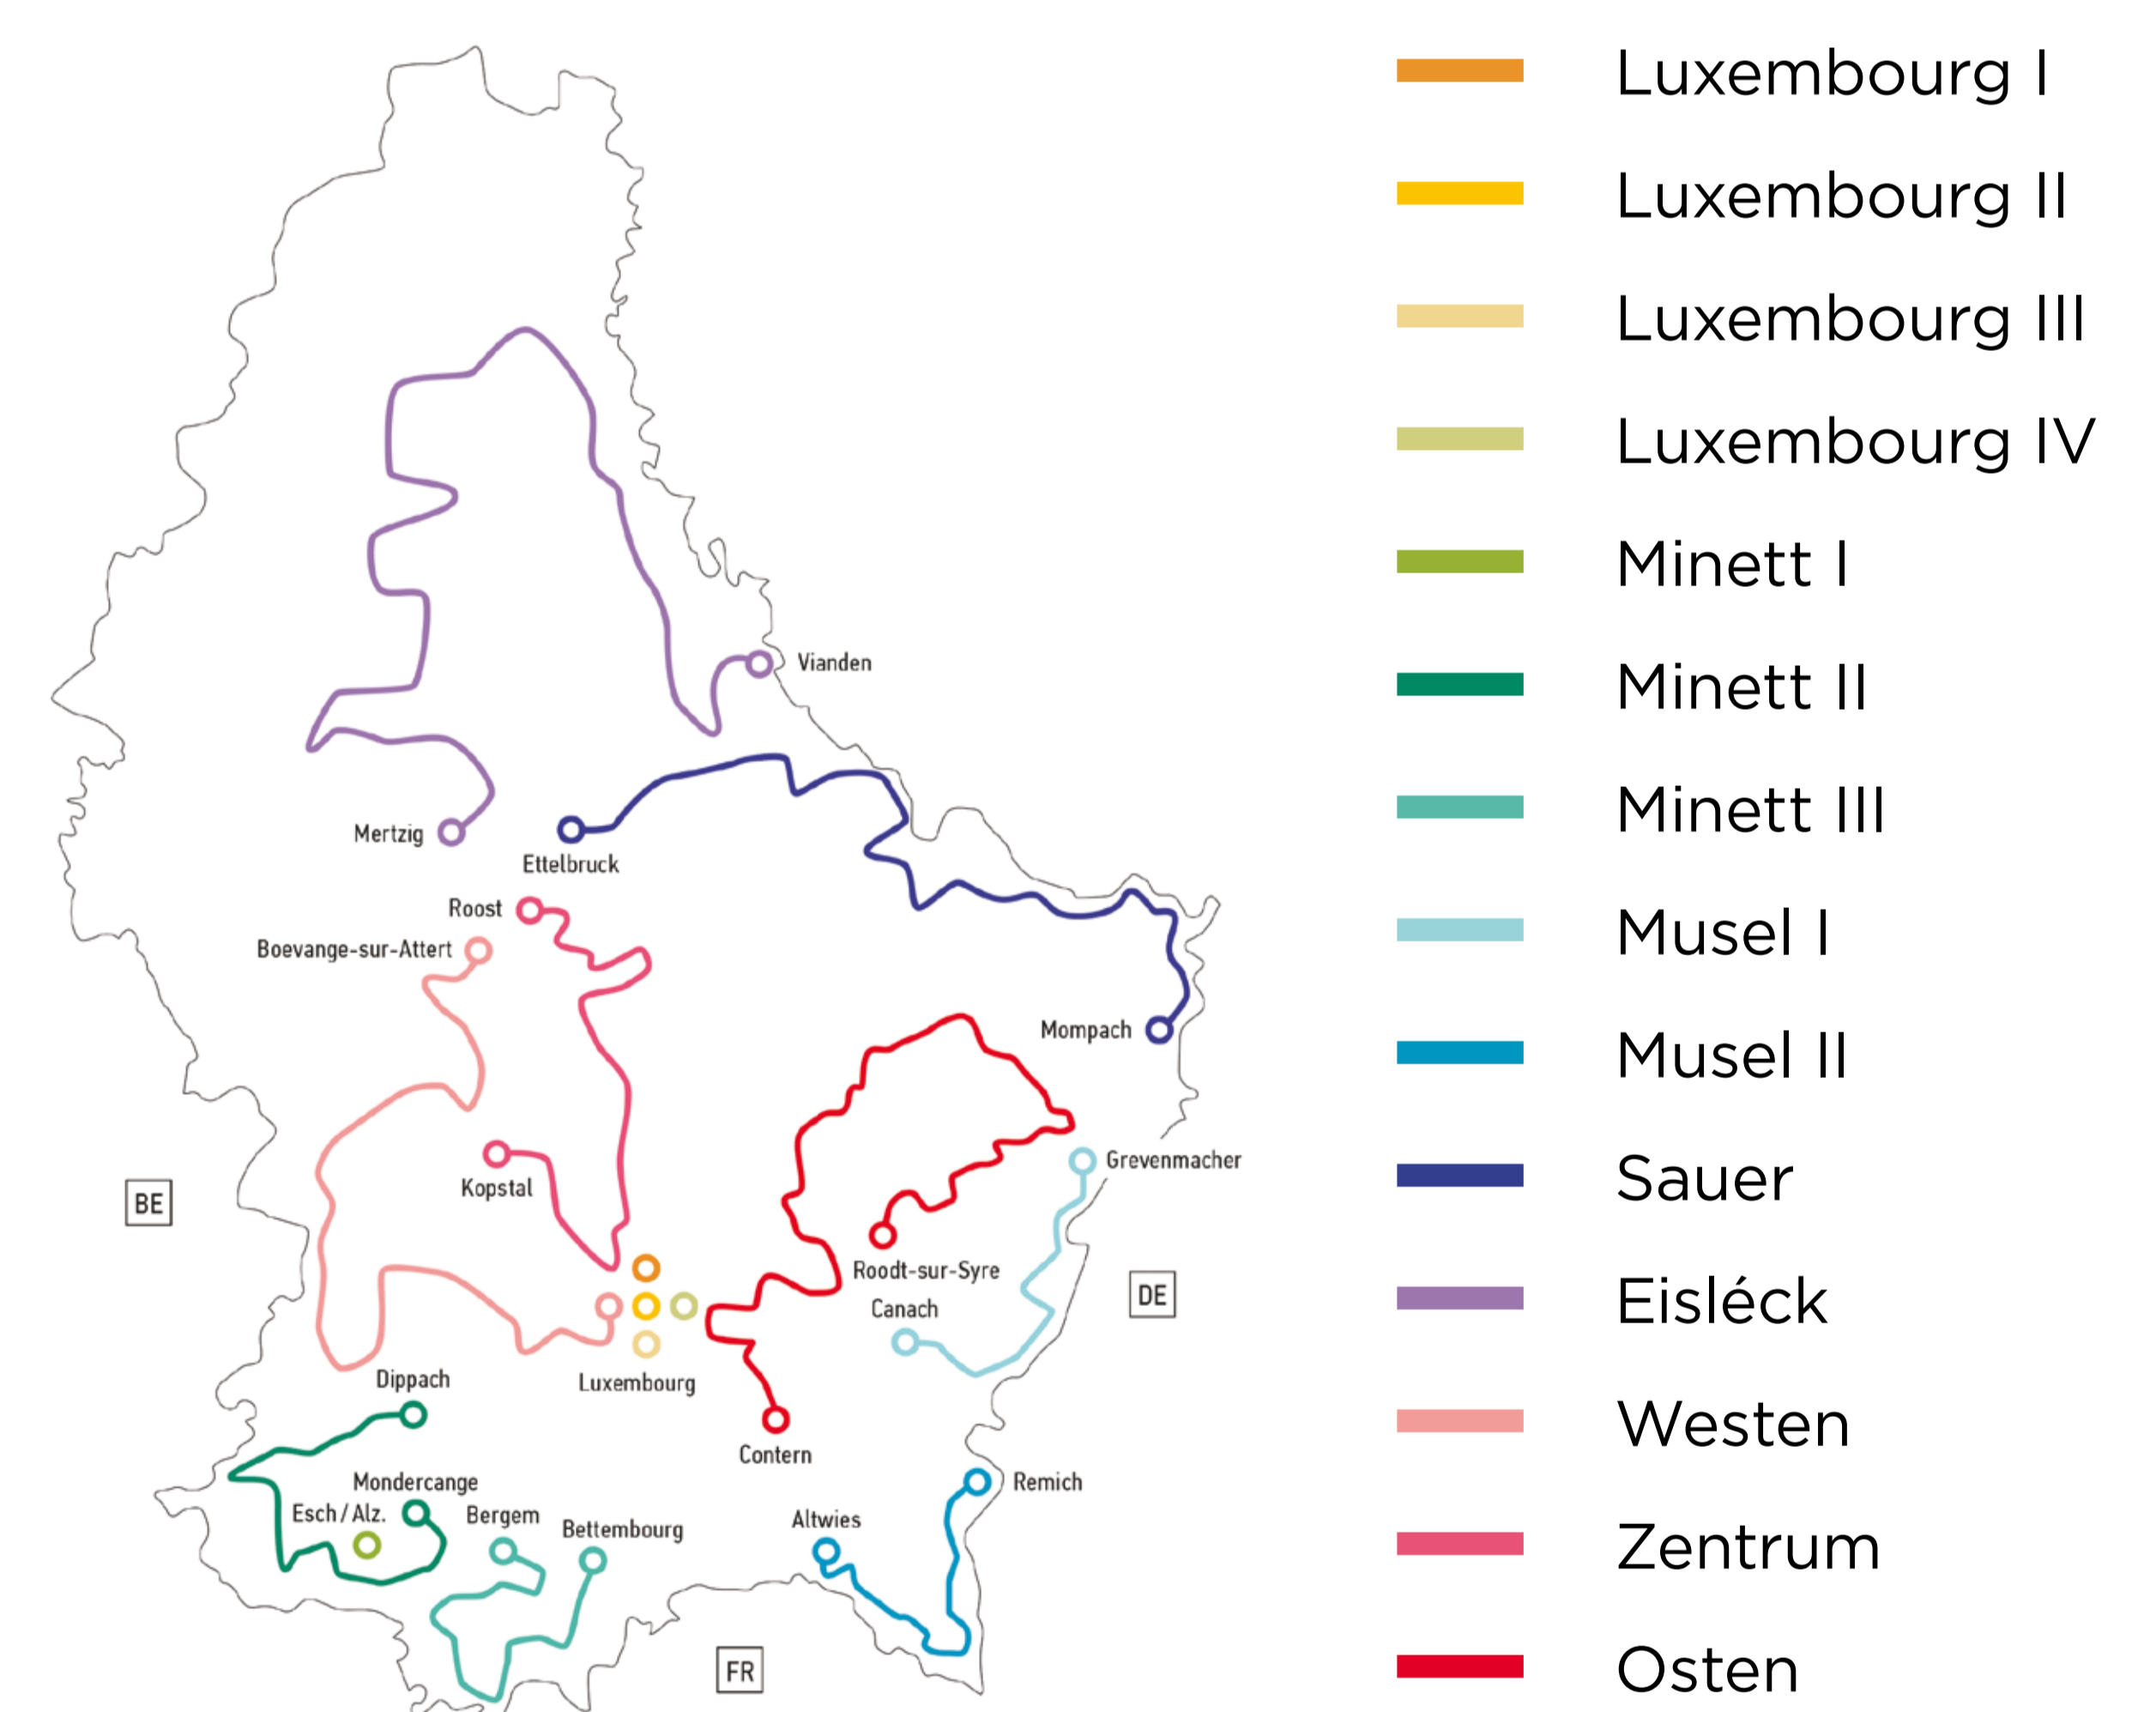 Vianden
Mertzig
Ettelbruck
Roost
Boevange-sur-Attert
Mompach
Kopstal
Grevenmacher
BE
Roodt-sur-Syre
DE
Canach
Dippach
Luxembourg
Contern
Mondercange
Remich
Esch / Alz.
Bergem
Bettembourg
Altwies
FR
Luxembourg I
Luxembourg II
Luxembourg III
Luxembourg IV
Minett I
Minett II
Minett III
Musel I
Musel II
Sauer
Eisléck
Westen
Zentrum
Osten